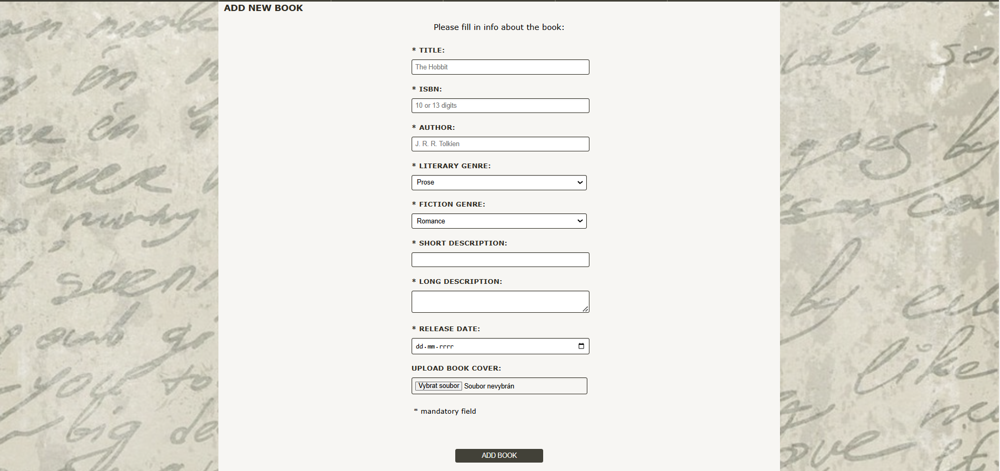 ADD NEW BOOK
Please fill in info about the book:
* TITLE:
The Hobbit
* ISBN:
10 or 13 digits
* AUTHOR:
J. R. R. Tolkien
* LITERARY GENRE:
Prose
* FICTION GENRE:
Romance
* SHORT DESCRIPTION:
* LONG DESCRIPTION:
* RELEASE DATE:
dd.mm.rrrr
UPLOAD BOOK COVER:
Vybrat soubor Soubor nevybrán
* mandatory field
ADD BOOK